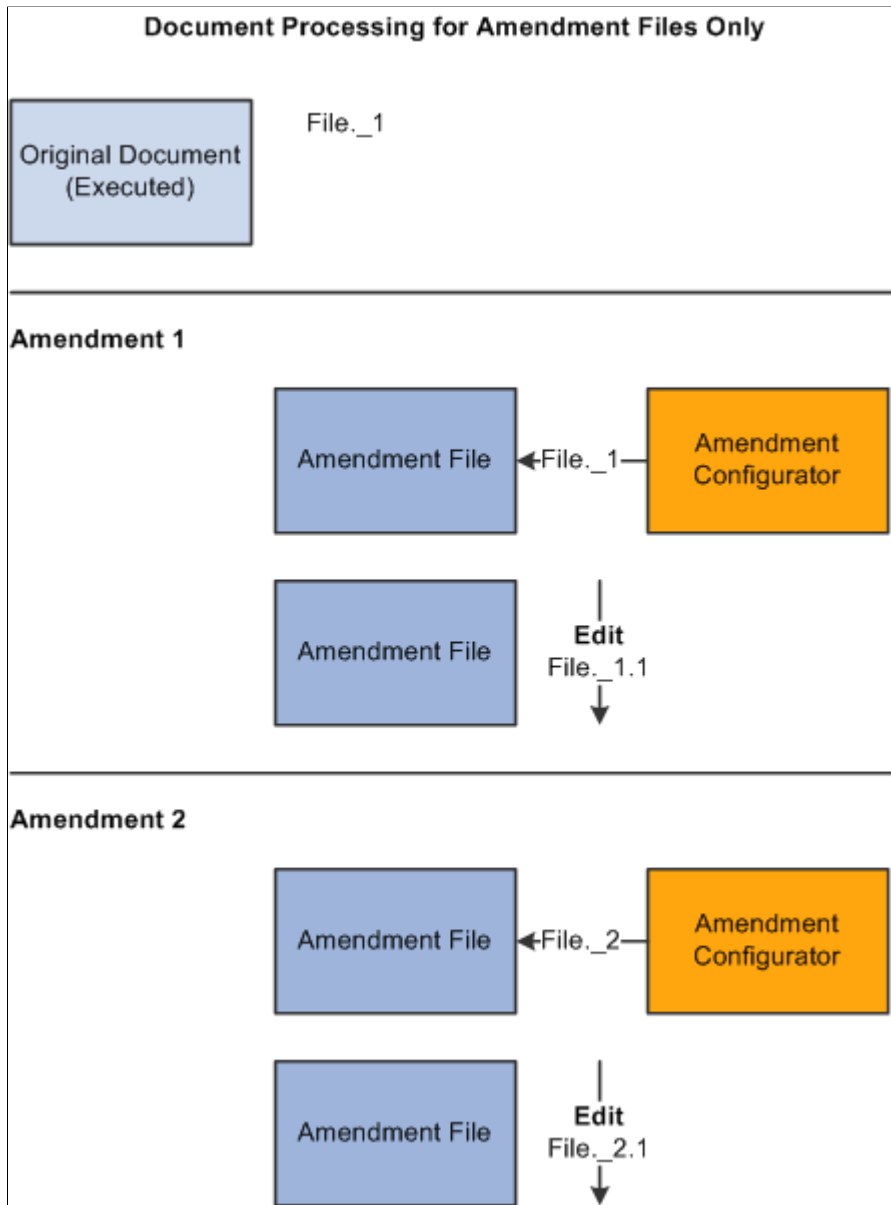 Document Processing for Amendment Files Only
File._1
Original Document
(Executed)
Amendment 1
Amendment File
File._1
Amendment
Configurator
Amendment File
Edit
File._1.1
Amendment 2
Amendment File
File._2
Amendment
Configurator
Amendment File
Edit
File._2.1